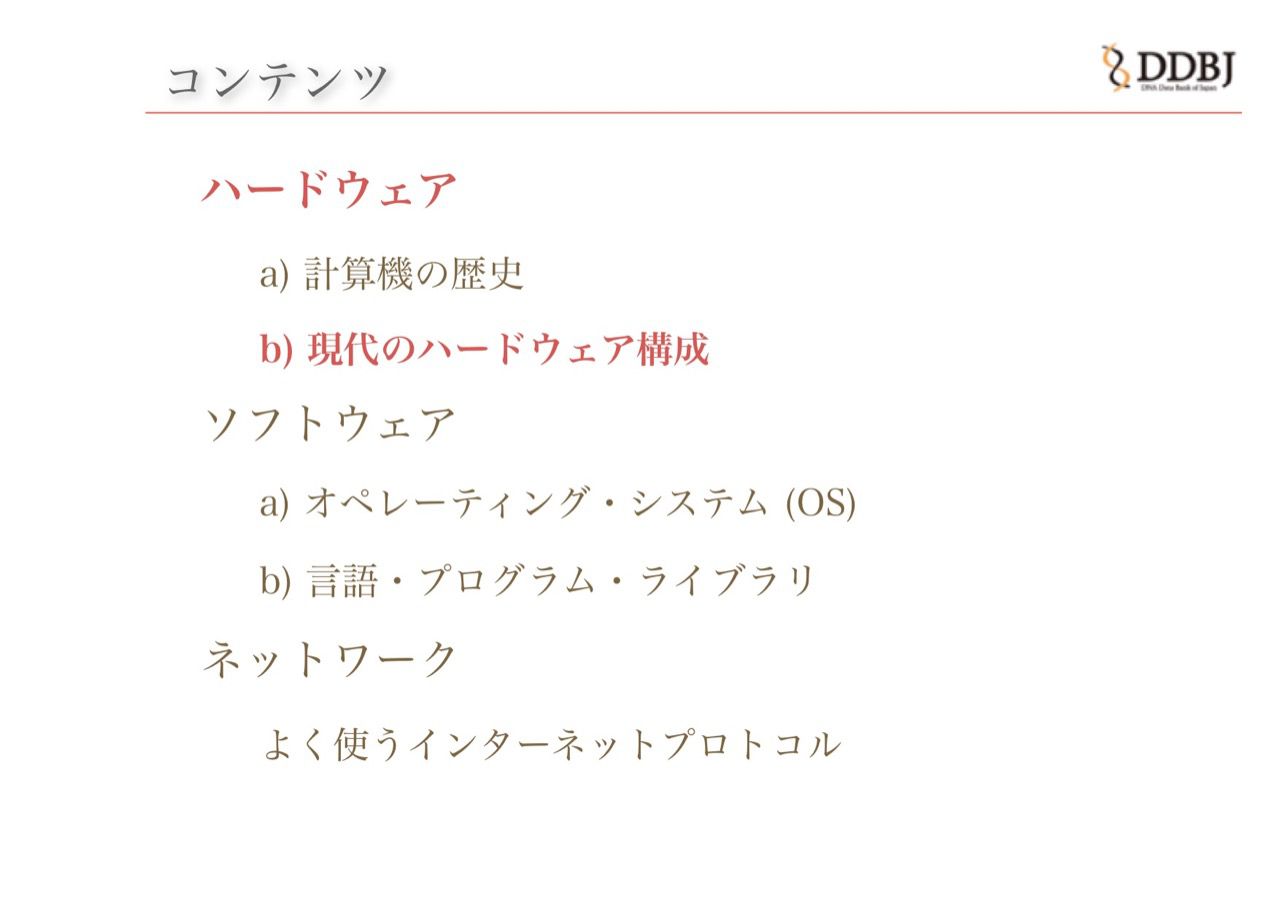 コンテンツ
DDBJ
DNA Data Bank of Japan
ハードウェア
a) 計算機の歴史
b) 現代のハードウェア構成
ソフトウェア
a) オペレーティング・システム (OS)
b) 言語・プログラム・ライブラリ
ネットワーク
よく使うインターネットプロトコル